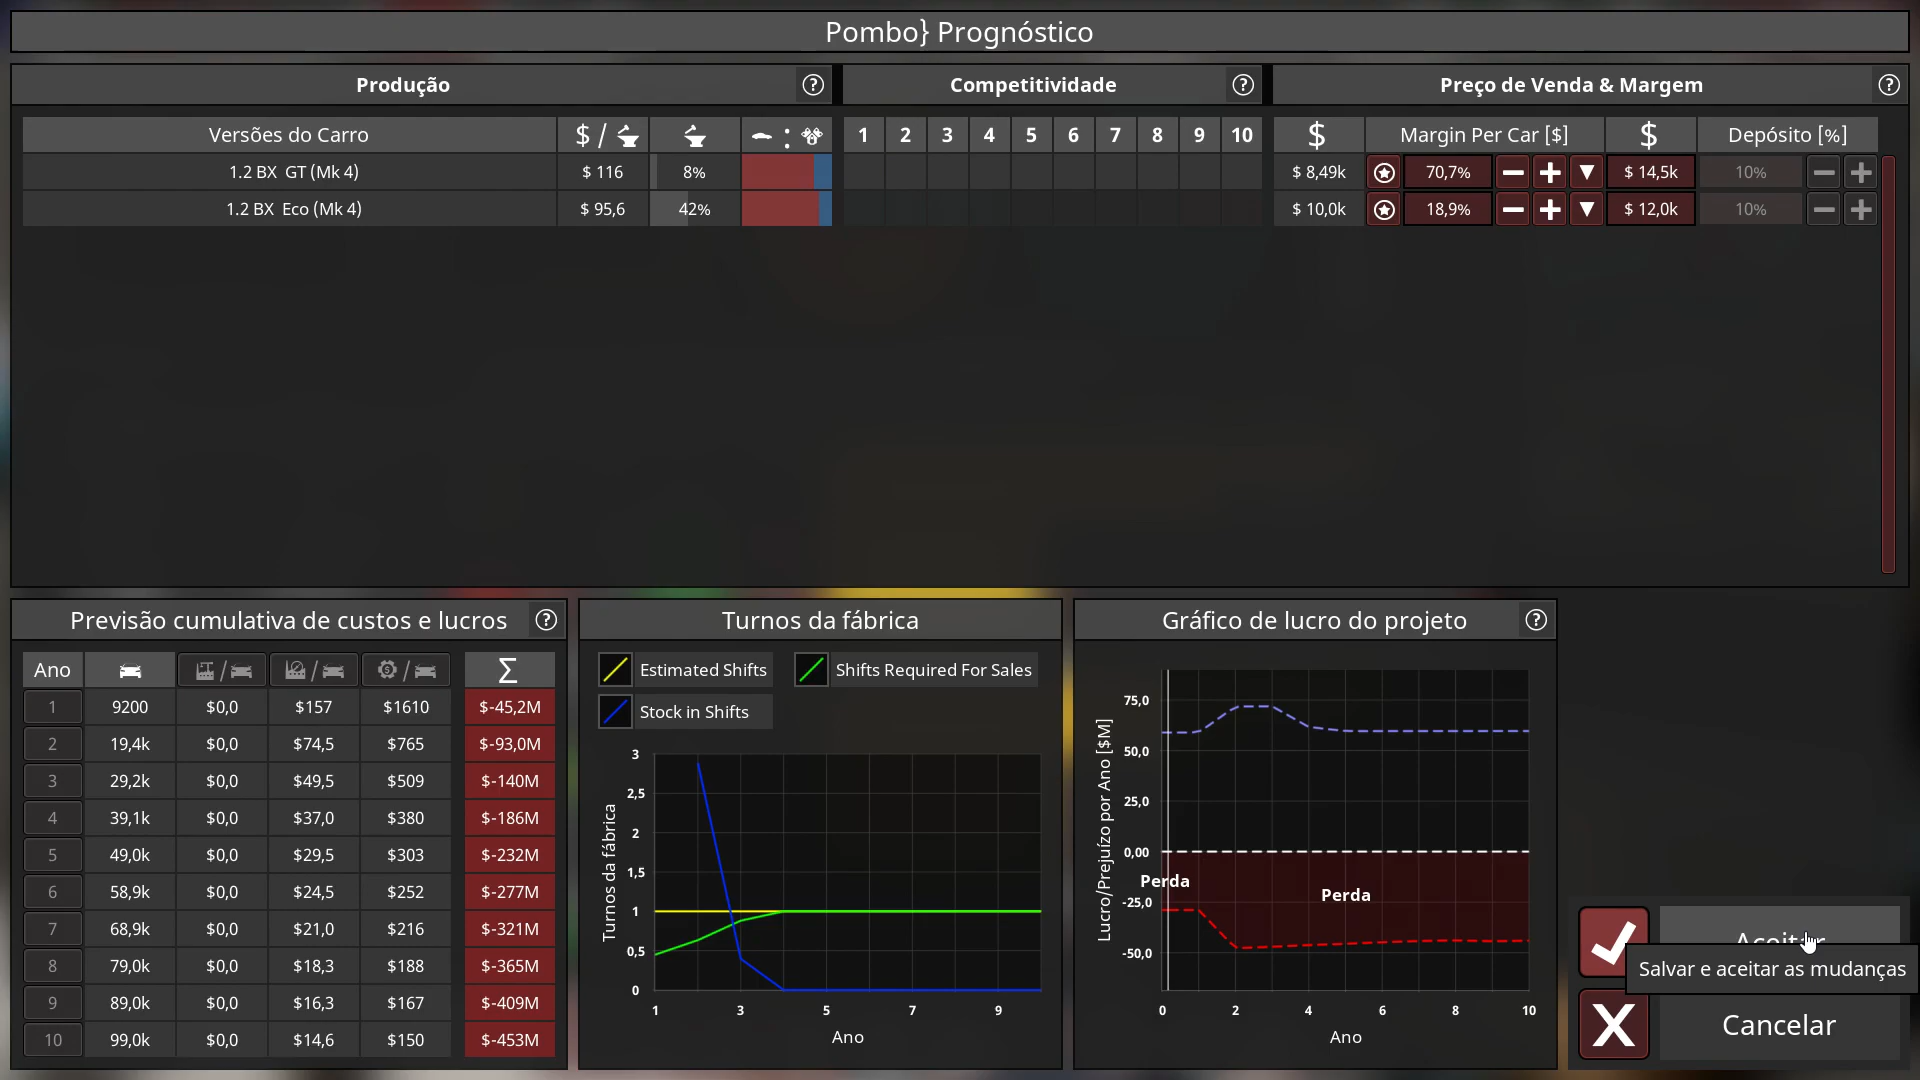 Pombo} Prognóstico
Produção
Competitividade
Preço de Venda & Margem
Versões do Carro $ / : 1 2 3 4 5 6 7 8 9 10 $ Margin Per Car [$] $ Depósito [%]
1.2 BX GT (Mk 4) $ 116 8% $ 8,49k 70,7% $ 14,5k 10%
1.2 BX Eco (Mk 4) $ 95,6 42% $ 10,0k 18,9% $ 12,0k 10%
Previsão cumulativa de custos e lucros
Ano / / / Σ
1 9200 $0,0 $157 $1610 $-45,2M
2 19,4k $0,0 $74,5 $765 $-93,0M
3 29,2k $0,0 $49,5 $509 $-140M
4 39,1k $0,0 $37,0 $380 $-186M
5 49,0k $0,0 $29,5 $303 $-232M
6 58,9k $0,0 $24,5 $252 $-277M
7 68,9k $0,0 $21,0 $216 $-321M
8 79,0k $0,0 $18,3 $188 $-365M
9 89,0k $0,0 $16,3 $167 $-409M
10 99,0k $0,0 $14,6 $150 $-453M
Turnos da fábrica
Estimated Shifts
Shifts Required For Sales
Stock in Shifts
Turnos da fábrica
3
2,5
2
1,5
1
0,5
0
1 3 5 7 9
Ano
Gráfico de lucro do projeto
Lucro/Prejuízo por Ano [$M]
75,0
50,0
25,0
0,00
-25,0
-50,0
Perda
Perda
0 2 4 6 8 10
Ano
Aceitar
Salvar e aceitar as mudanças
Cancelar